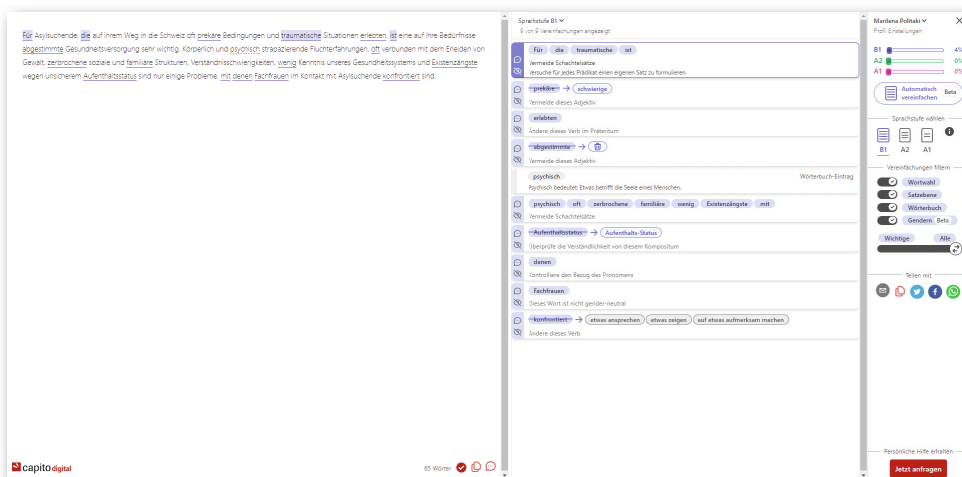 Für Asylsuchende, die auf ihrem Weg in die Schweiz oft prekäre Bedingungen und traumatische Situationen erlebten, ist eine auf ihre Bedürfnisse
abgestimmte Gesundheitsversorgung sehr wichtig. Körperlich und psychisch strapazierende Fluchterfahrungen, oft verbunden mit dem Erleiden von
Gewalt, zerbrochene soziale und familiäre Strukturen, Verständnisschwierigkeiten, wenig Kenntnis unseres Gesundheitssystems und Existenzängste
wegen unsicherem Aufenthaltsstatus sind nur einige Probleme, mit denen Fachfrauen im Kontakt mit Asylsuchende konfrontiert sind.
capito digital
65 Wörter
Sprachstufe B1
9 von 9 Vereinfachungen angezeigt
Für die traumatische ist
Vermeide Schachtelsätze
Versuche für jedes Prädikat einen eigenen Satz zu formulieren.
prekäre → schwierige
Vermeide dieses Adjektiv
erlebten
Ändere dieses Verb im Präteritum
abgestimmte →
Vermeide dieses Adjektiv
psychisch Wörterbuch-Eintrag
Psychisch bedeutet: Etwas betrifft die Seele eines Menschen.
psychisch oft zerbrochene familiäre wenig Existenzängste mit
Vermeide Schachtelsätze
Aufenthaltsstatus → Aufenthalts-Status
Überprüfe die Verständlichkeit von diesem Kompositum
denen
Kontrolliere den Bezug des Pronomens
Fachfrauen
Dieses Wort ist nicht gender-neutral
konfrontiert → etwas ansprechen etwas zeigen auf etwas aufmerksam machen
Ändere dieses Verb
Marilena Politaki
Profil Einstellungen
B1 4%
A2 0%
A1 0%
Automatisch
vereinfachen Beta
Sprachstufe wählen
B1 A2 A1
Vereinfachungen filtern
Wortwahl
Satzebene
Wörterbuch
Gendern Beta
Wichtige Alle
Teilen mit
Persönliche Hilfe erhalten
Jetzt anfragen